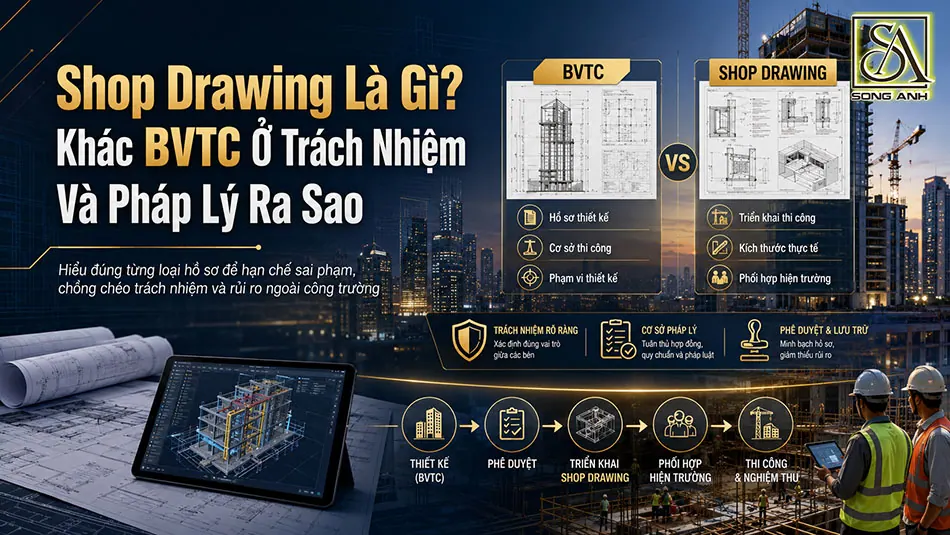 Shop Drawing Là Gì?
Khác BVTC Ở Trách Nhiệm
Và Pháp Lý Ra Sao
Hiểu đúng từng loại hồ sơ để hạn chế sai phạm,
chồng chéo trách nhiệm và rủi ro ngoài công trường
BVTC
Hồ sơ thiết kế
Cơ sở thi công
Phạm vi thiết kế
VS
SHOP DRAWING
Triển khai thi công
Kích thước thực tế
Phối hợp hiện trường
SA
SONG ANH
TRÁCH NHIỆM RÕ RÀNG
Xác định đúng vai trò
giữa các bên
CƠ SỞ PHÁP LÝ
Tuân thủ hợp đồng,
quy chuẩn và pháp luật
PHÊ DUYỆT & LƯU TRỮ
Minh bạch hồ sơ,
giảm thiểu rủi ro
THIẾT KẾ
(BVTC)
PHÊ DUYỆT
TRIỂN KHAI
SHOP DRAWING
PHỐI HỢP
HIỆN TRƯỜNG
THI CÔNG
& NGHIỆM THU